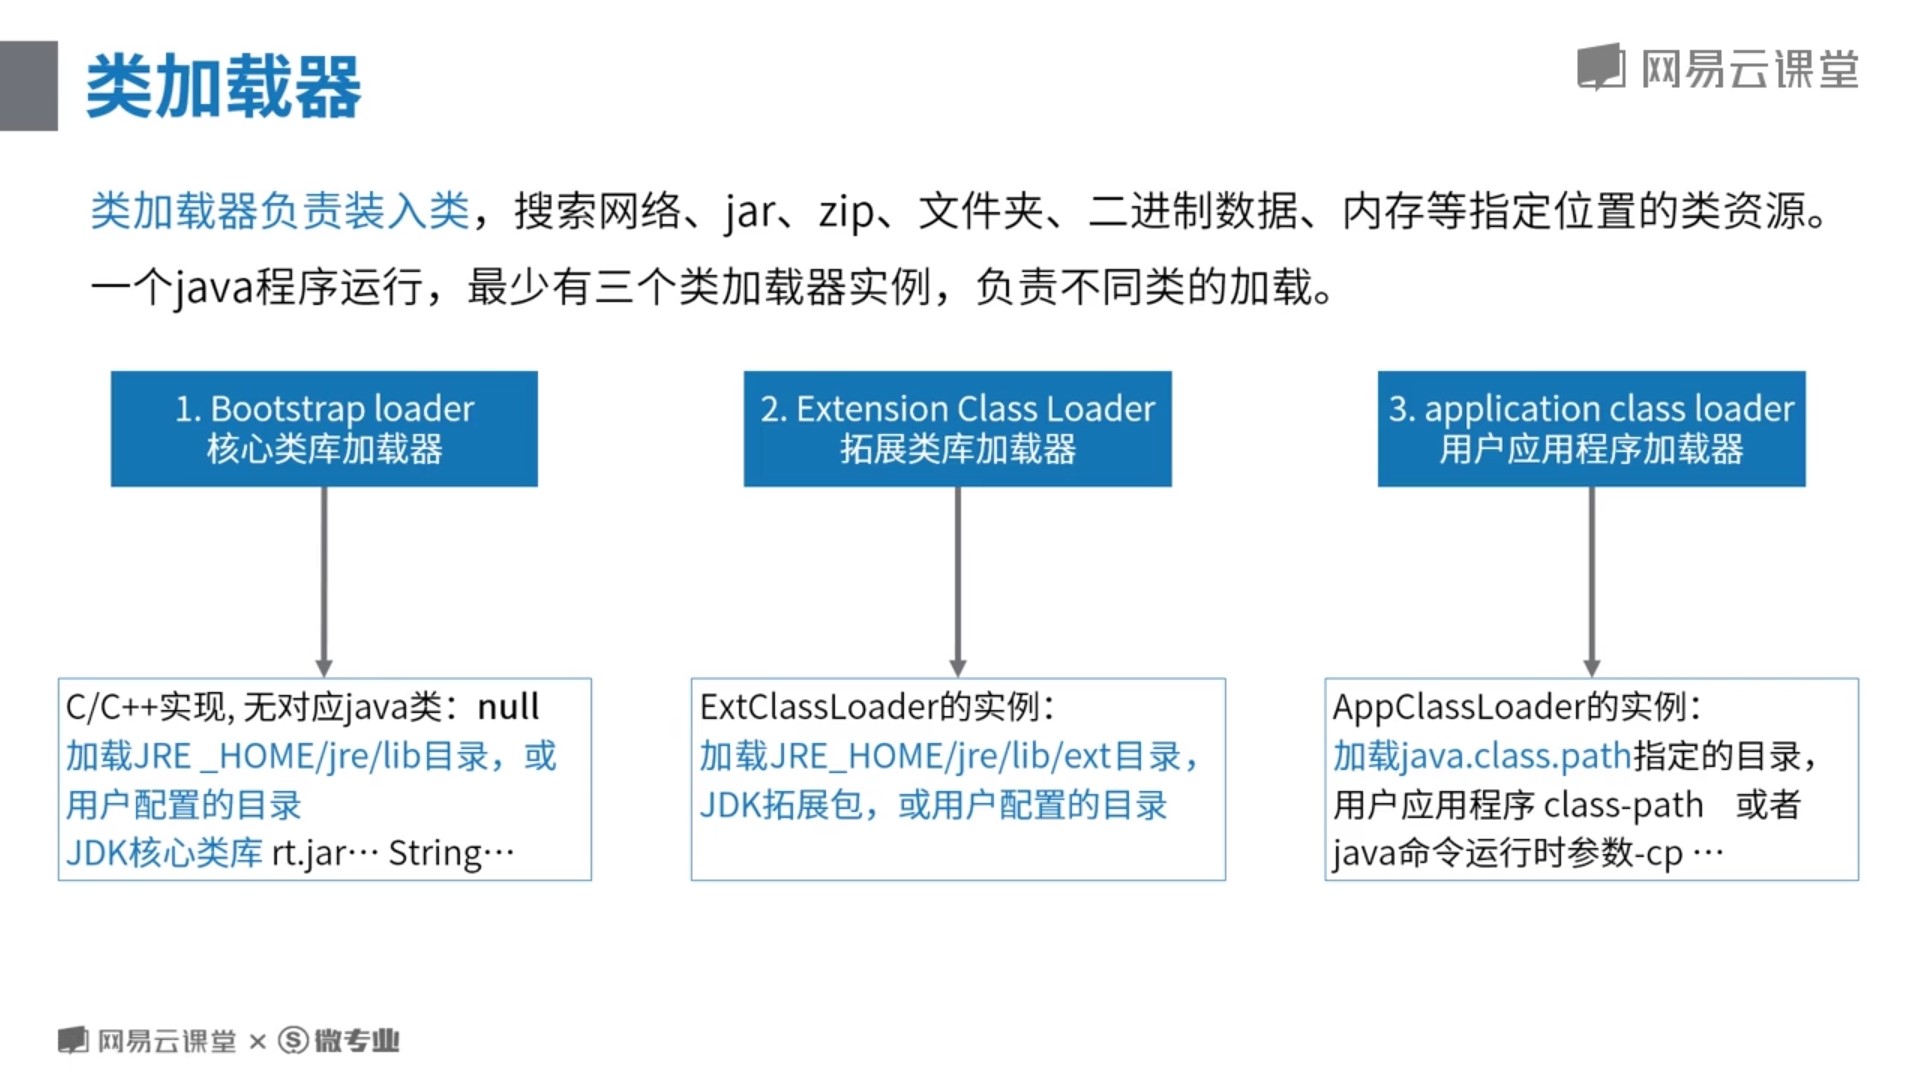 类加载器
网易云课堂
类加载器负责装入类，搜索网络、jar、zip、文件夹、二进制数据、内存等指定位置的类资源。
一个java程序运行，最少有三个类加载器实例，负责不同类的加载。
1. Bootstrap loader
核心类库加载器
2. Extension Class Loader
拓展类库加载器
3. application class loader
用户应用程序加载器
C/C++实现, 无对应java类：null
加载JRE _HOME/jre/lib目录，或
用户配置的目录
JDK核心类库 rt.jar… String…
ExtClassLoader的实例：
加载JRE_HOME/jre/lib/ext目录，
JDK拓展包，或用户配置的目录
AppClassLoader的实例：
加载java.class.path指定的目录，
用户应用程序 class-path 或者
java命令运行时参数-cp …
网易云课堂 × 微专业